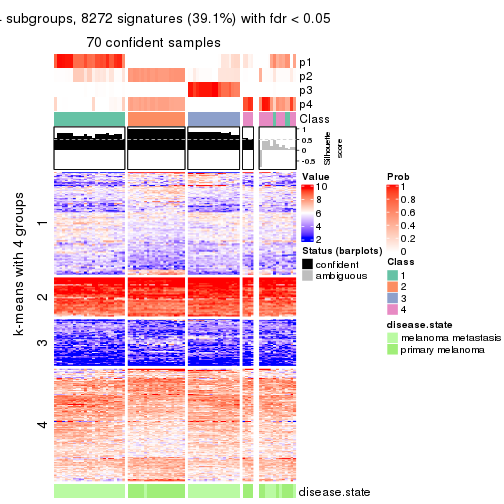 subgroups, 8272 signatures (39.1%) with fdr < 0.05
70 confident samples
p1
p2
p3
p4
Class
1
0.5
0
-0.5
Silhouette
score
k-means with 4 groups
1
2
3
4
Value
10
8
6
4
2
Status (barplots)
confident
ambiguous
Prob
1
0.8
0.6
0.4
0.2
0
Class
1
2
3
4
disease.state
melanoma metastasis
primary melanoma
disease.state